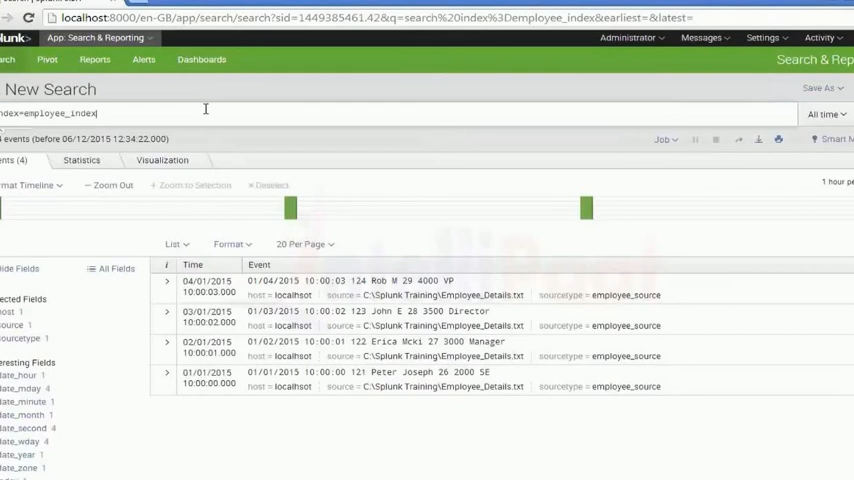 localhost:8000/en-GB/app/search/search?sid=1449385461.42&q=search%20index%3Demployee_index&earliest=&latest=
plunk> App: Search & Reporting Administrator Messages Settings Activity
arch Pivot Reports Alerts Dashboards Search & Repo
New Search Save As
ndex=employee_index All time
4 events (before 06/12/2015 12:34:22.000) Job Smart M
ents (4) Statistics Visualization
rmat Timeline – Zoom Out + Zoom to Selection × Deselect 1 hour pe
List Format 20 Per Page
ide Fields All Fields i Time Event
ected Fields
host 1
source 1
sourcetype 1
eresting Fields
date_hour 1
date_mday 4
date_minute 1
date_month 1
date_second 4
date_wday 4
date_year 1
date_zone 1
04/01/2015 10:00:03.000
01/04/2015 10:00:03 124 Rob M 29 4000 VP
host = localhsot source = C:\Splunk Training\Employee_Details.txt sourcetype = employee_source
03/01/2015 10:00:02.000
01/03/2015 10:00:02 123 John E 28 3500 Director
host = localhsot source = C:\Splunk Training\Employee_Details.txt sourcetype = employee_source
02/01/2015 10:00:01.000
01/02/2015 10:00:01 122 Erica Mcki 27 3000 Manager
host = localhsot source = C:\Splunk Training\Employee_Details.txt sourcetype = employee_source
01/01/2015 10:00:00.000
01/01/2015 10:00:00 121 Peter Joseph 26 2000 SE
host = localhsot source = C:\Splunk Training\Employee_Details.txt sourcetype = employee_source